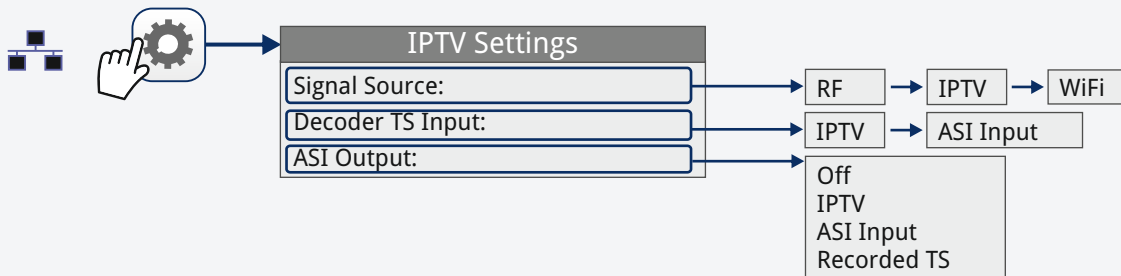 IPTV Settings
Signal Source:
RF
IPTV
WiFi
Decoder TS Input:
IPTV
ASI Input
ASI Output:
Off
IPTV
ASI Input
Recorded TS